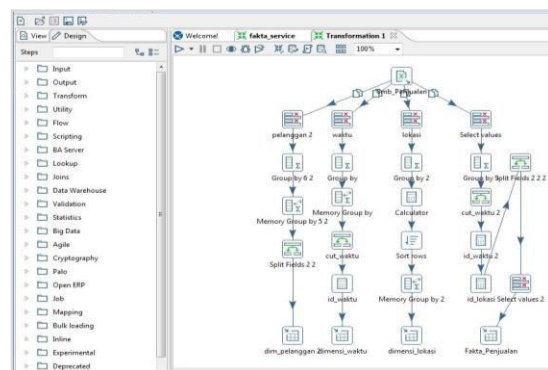 View Design
Welcome! fakta_service Transformation 1
Steps
100%
Input
Output
Transform
Utility
Flow
Scripting
BA Server
Lookup
Joins
Data Warehouse
Validation
Statistics
Big Data
Agile
Cryptography
Palo
Open ERP
Job
Mapping
Bulk loading
Inline
Experimental
Deprecated
Penjualan
pelanggan 2 waktu lokasi Select values
Group by 6 2 Group by Group by 2 Group by Split Fields 2 2 2
Memory Group by 5 2 Memory Group by Calculator cut_waktu 2
Split Fields 2 2 cut_waktu Sort rows id_waktu 2
id_waktu Memory Group by 2 id_lokasi Select values 2
dim_pelanggan 2 dimensi_waktu dimensi_lokasi Fakta_Penjualan